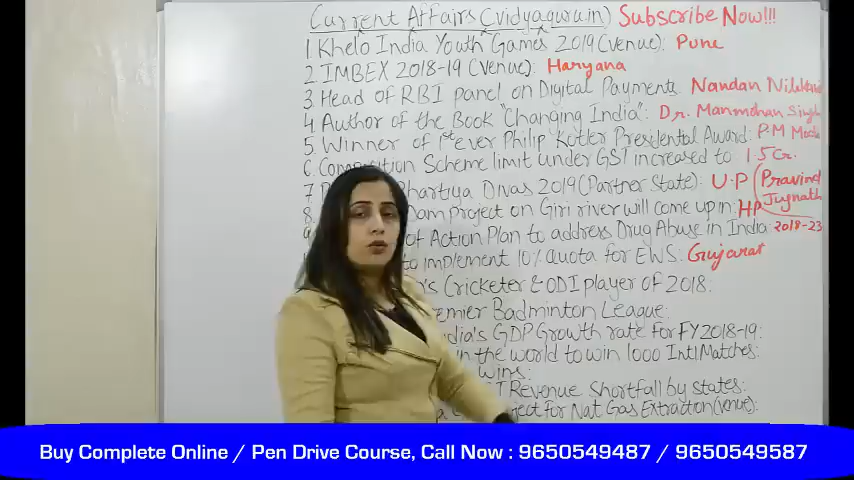 Current Affairs (vidyaguru.in) Subscribe Now!!!
1. Khelo India Youth Games 2019 (Venue): Pune
2. IMBEX 2018-19 (Venue): Haryana
3. Head of RBI panel on Digital Payments Nandan Nilekani
4. Author of the Book "Changing India": Dr. Manmohan Singh
5. Winner of 1st ever Philip Kotler Presidental Award: P.M Modi
6. Scheme limit under GST increased to 1.5 Cr.
7. Bhartiya Divas 2019 (Partner State): U.P (Pravind Jugnath
8. Dam Project on Giri river will come up in: HP
of Action Plan to address Drug Abuse in India 2018-23
to implement 10% quota for EWS: Gujarat
Cricketer & ODI player of 2018:
Badminton League:
GDP Growth rate for FY2018-19:
in the world to win 1000 Intl Matches:
wins:
Revenue Shortfall by states:
for Nat Gas Extraction (venue):
Buy Complete Online / Pen Drive Course, Call Now : 9650549487 / 9650549587